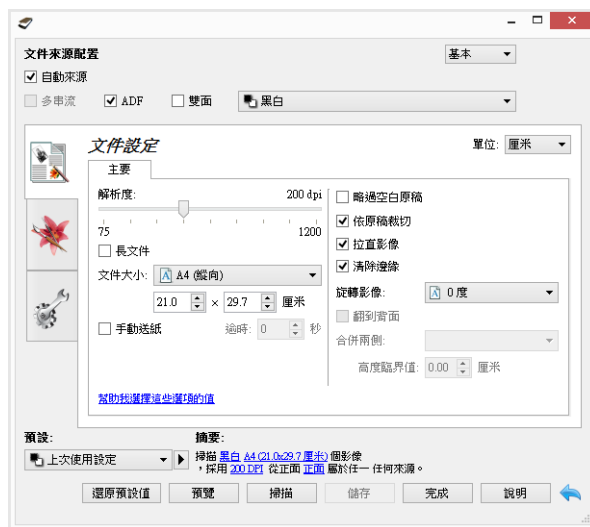 文件來源配置
基本
自動來源
多串流 ADF 雙面 黑白
文件設定
單位: 厘米
主要
解析度: 200 dpi
75 1200
長文件
文件大小: A4 (縱向)
21.0 × 29.7 厘米
手動送紙 逾時: 0 秒
幫助我選擇這些選項的值
略過空白原稿
依原稿裁切
拉直影像
清除邊緣
旋轉影像: 0 度
翻到背面
合併兩側:
高度臨界值: 0.00 厘米
預設: 摘要:
上次使用設定
掃描 黑白 A4 (21.0x29.7 厘米) 個影像
，採用 200 DPI 從正面 正面 屬於任一 任何來源。
還原預設值 預覽 掃描 儲存 完成 說明